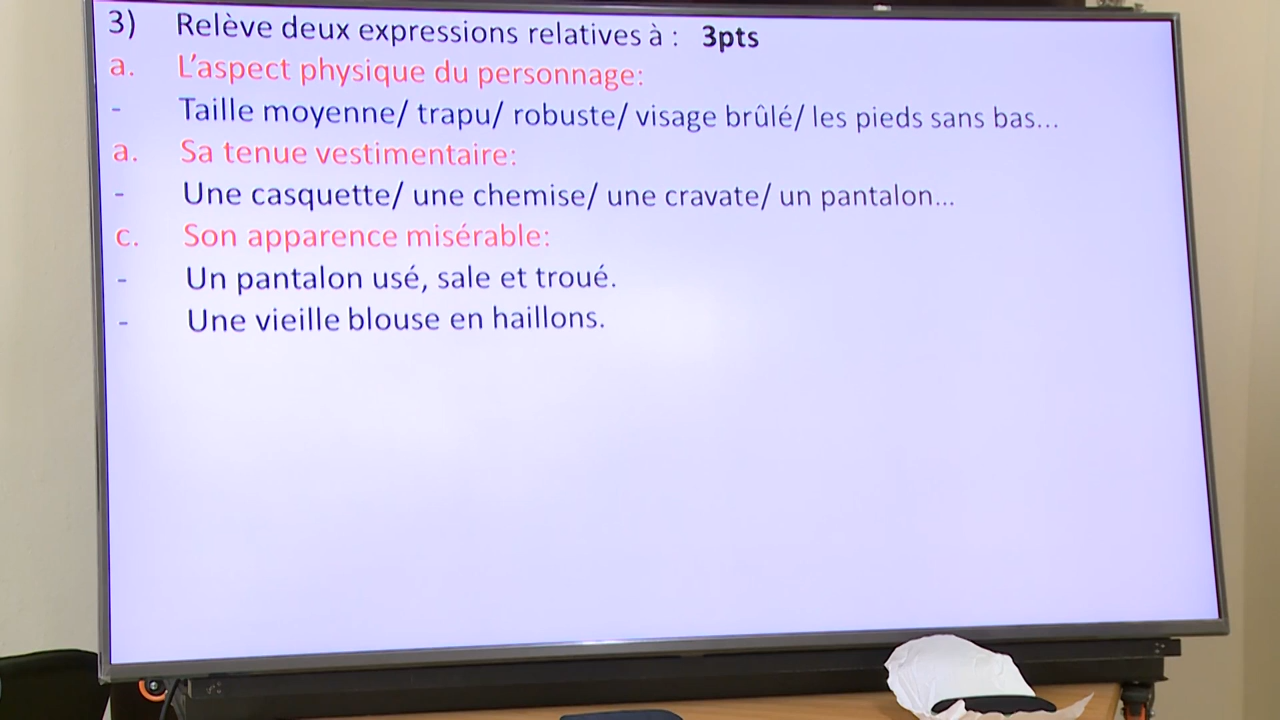 3) Relève deux expressions relatives à : 3pts
a. L'aspect physique du personnage:
- Taille moyenne/ trapu/ robuste/ visage brûlé/ les pieds sans bas...
a. Sa tenue vestimentaire:
- Une casquette/ une chemise/ une cravate/ un pantalon...
c. Son apparence misérable:
- Un pantalon usé, sale et troué.
- Une vieille blouse en haillons.